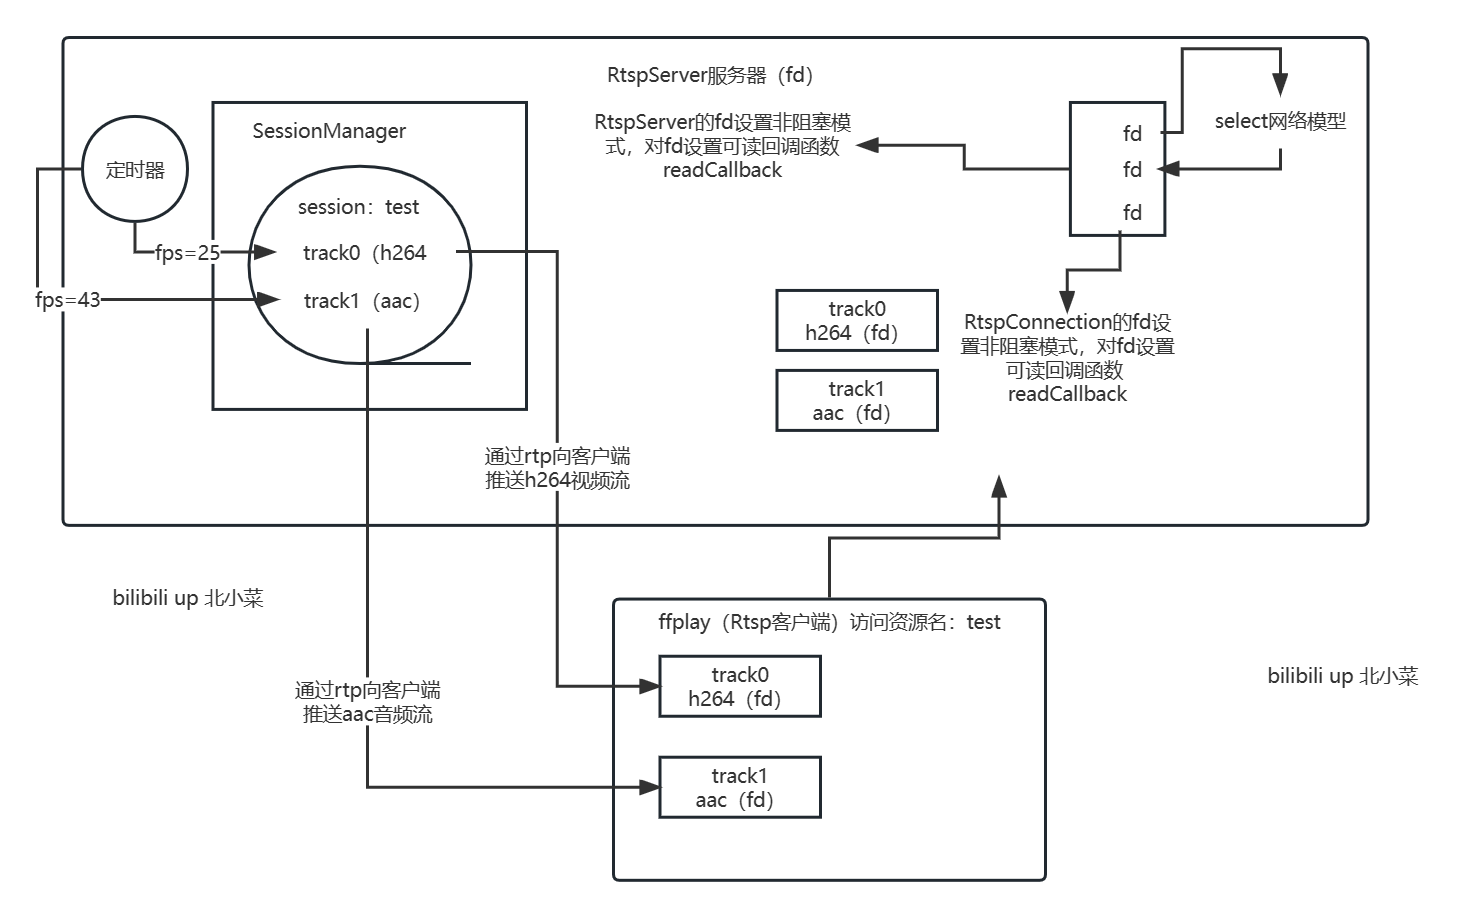 RtspServer服务器（fd）
SessionManager
RtspServer的fd设置非阻塞模
式，对fd设置可读回调函数
readCallback
fd
fd
fd
select网络模型
定时器
session：test
fps=25
track0（h264
fps=43
track1（aac）
track0
h264（fd）
track1
aac（fd）
RtspConnection的fd设
置非阻塞模式，对fd设置
可读回调函数
readCallback
通过rtp向客户端
推送h264视频流
bilibili up 北小菜
ffplay（Rtsp客户端）访问资源名：test
track0
h264（fd）
通过rtp向客户端
推送aac音频流
track1
aac（fd）
bilibili up 北小菜